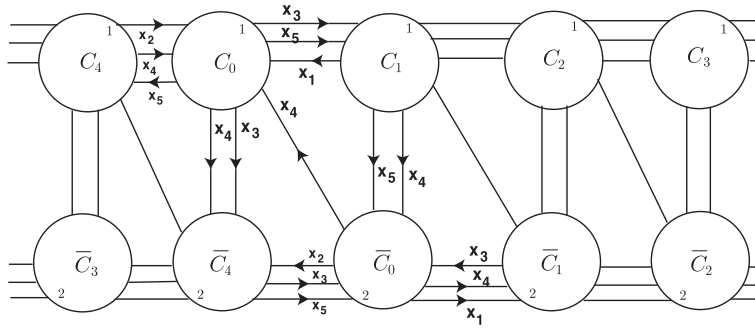 x₃
1 1 1 1 1
x₂ x₅
C₄ x₄ C₀ x₁ C₁ C₂ C₃
x₅
x₄
x₄ x₃
x₅ x₄
x₂ x₃
C̅₃ C̅₄ x₃ C̅₀ x₄ C̅₁ C̅₂
2 2 x₅ 2 x₁ 2 2